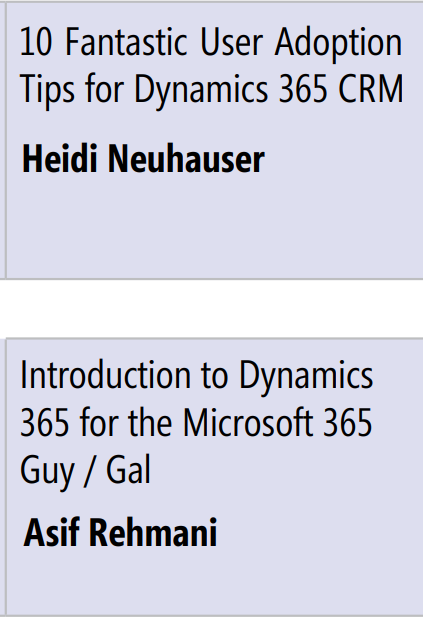 10 Fantastic User Adoption
Tips for Dynamics 365 CRM
Heidi Neuhauser
Introduction to Dynamics
365 for the Microsoft 365
Guy / Gal
Asif Rehmani